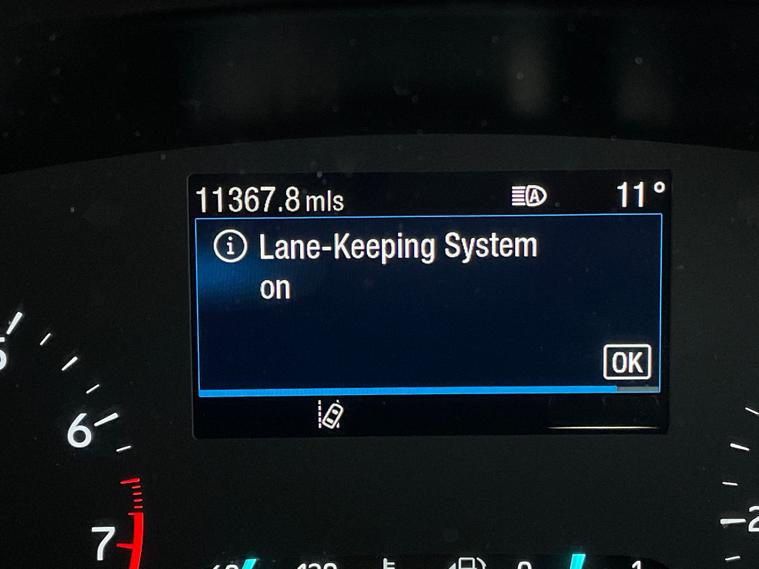 11367.8 mls A 11°
i Lane-Keeping System
on
OK
6
7